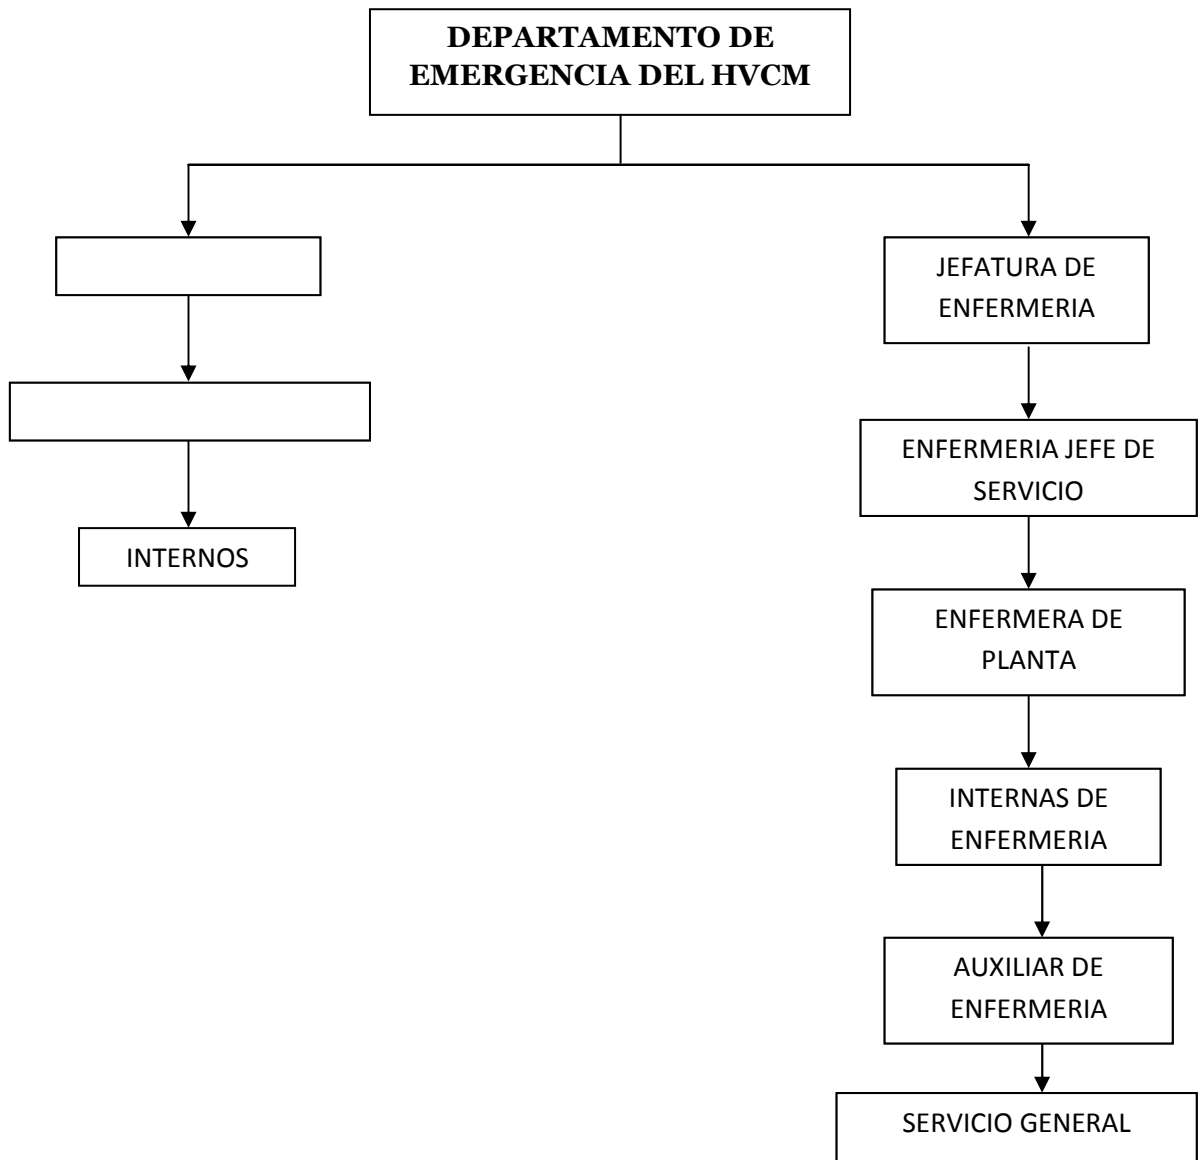 DEPARTAMENTO DE
EMERGENCIA DEL HVCM
JEFATURA DE
ENFERMERIA
ENFERMERIA JEFE DE
SERVICIO
INTERNOS
ENFERMERA DE
PLANTA
INTERNAS DE
ENFERMERIA
AUXILIAR DE
ENFERMERIA
SERVICIO GENERAL